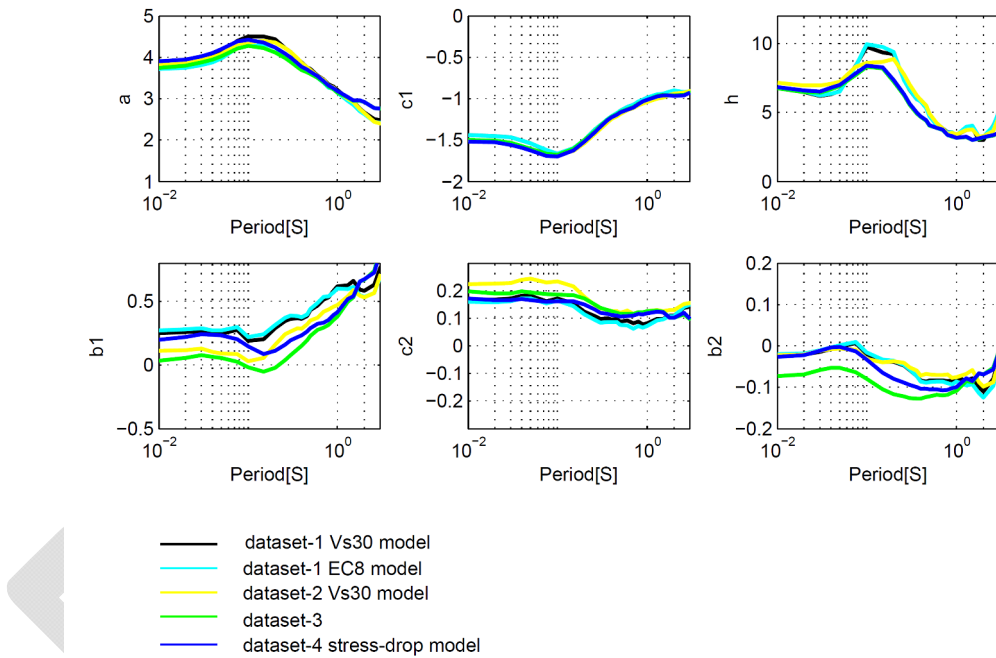 5
4
3
2
1
a
10^-2
10^0
Period[S]
0
−0.5
−1
−1.5
−2
c1
10^-2
10^0
Period[S]
10
5
0
h
10^-2
10^0
Period[S]
0.5
0
−0.5
b1
10^-2
10^0
Period[S]
0.2
0.1
0
−0.1
−0.2
c2
10^-2
10^0
Period[S]
0.2
0.1
0
−0.1
−0.2
b2
10^-2
10^0
Period[S]
dataset-1 Vs30 model
dataset-1 EC8 model
dataset-2 Vs30 model
dataset-3
dataset-4 stress-drop model